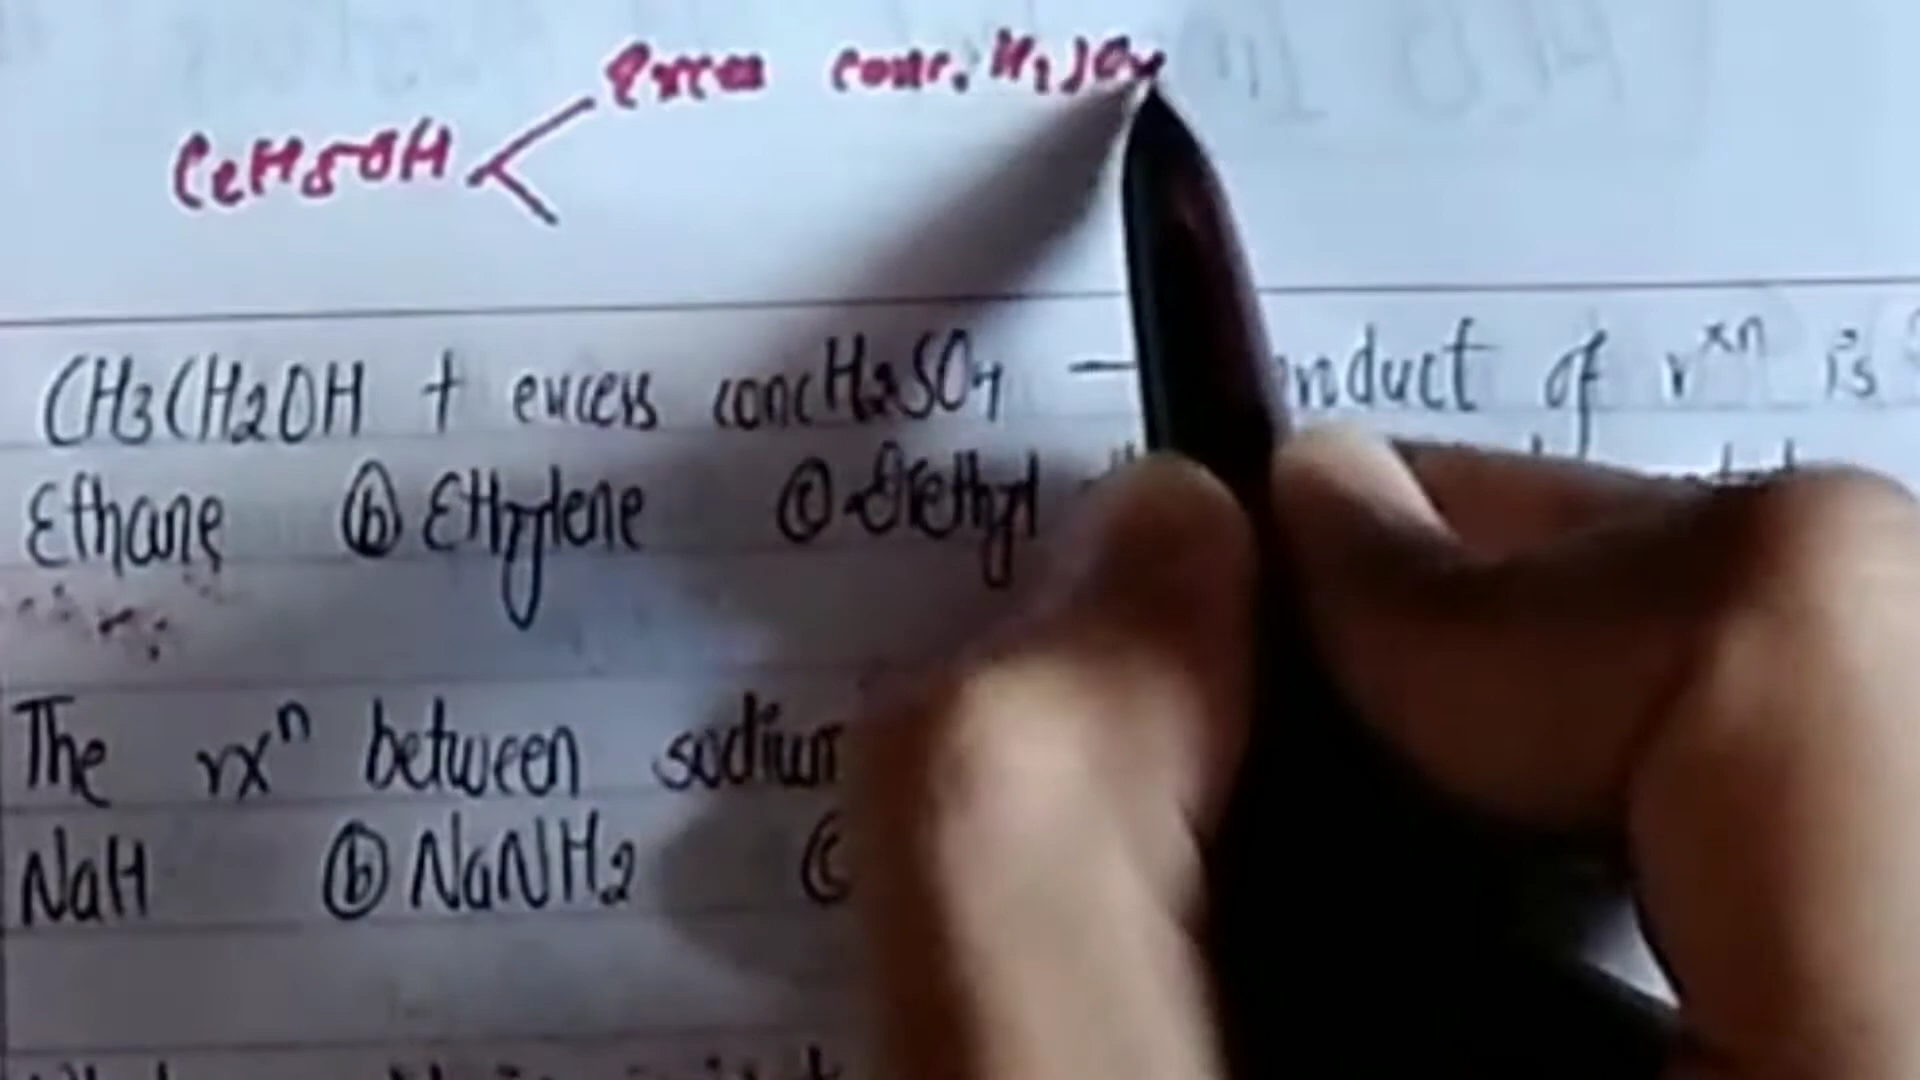 C2H5OH excess conc. H2SO4
CH3CH2OH + excess conc H2SO4 — product of rxn is
Ethane (b) Ethylene (c) Diethyl
The rxn between sodium
NaH (b) NaNH2 (c